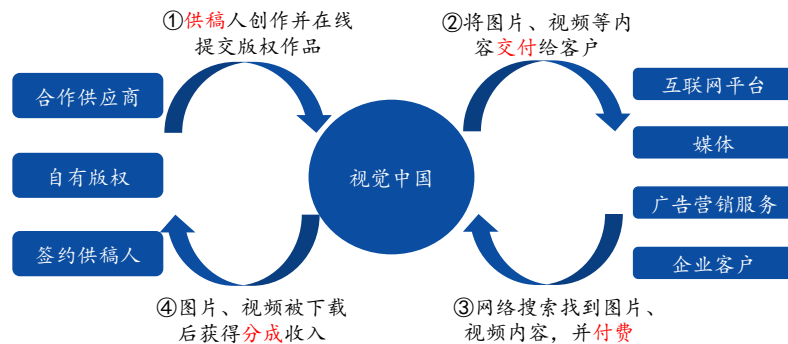 ①供稿人创作并在线
提交版权作品
②将图片、视频等内
容交付给客户
合作供应商
自有版权
签约供稿人
视觉中国
互联网平台
媒体
广告营销服务
企业客户
④图片、视频被下载
后获得分成收入
③网络搜索找到图片、
视频内容，并付费